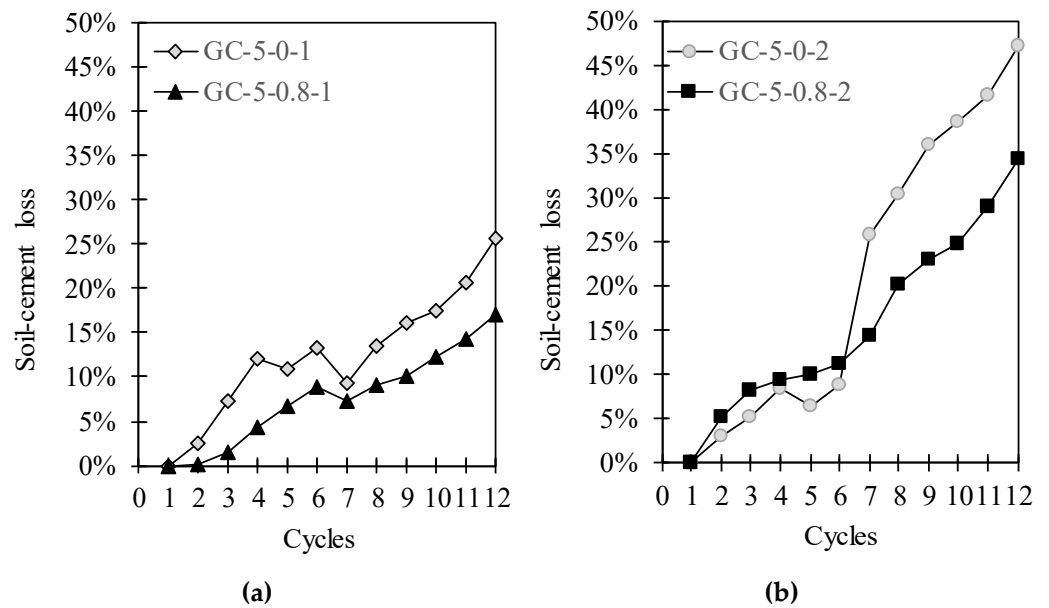 50%
45%
40%
35%
30%
25%
20%
15%
10%
5%
0%
Soil-cement loss
GC-5-0-1
GC-5-0.8-1
0 1 2 3 4 5 6 7 8 9 10 11 12
Cycles
(a)
50%
45%
40%
35%
30%
25%
20%
15%
10%
5%
0%
Soil-cement loss
GC-5-0-2
GC-5-0.8-2
0 1 2 3 4 5 6 7 8 9 10 11 12
Cycles
(b)